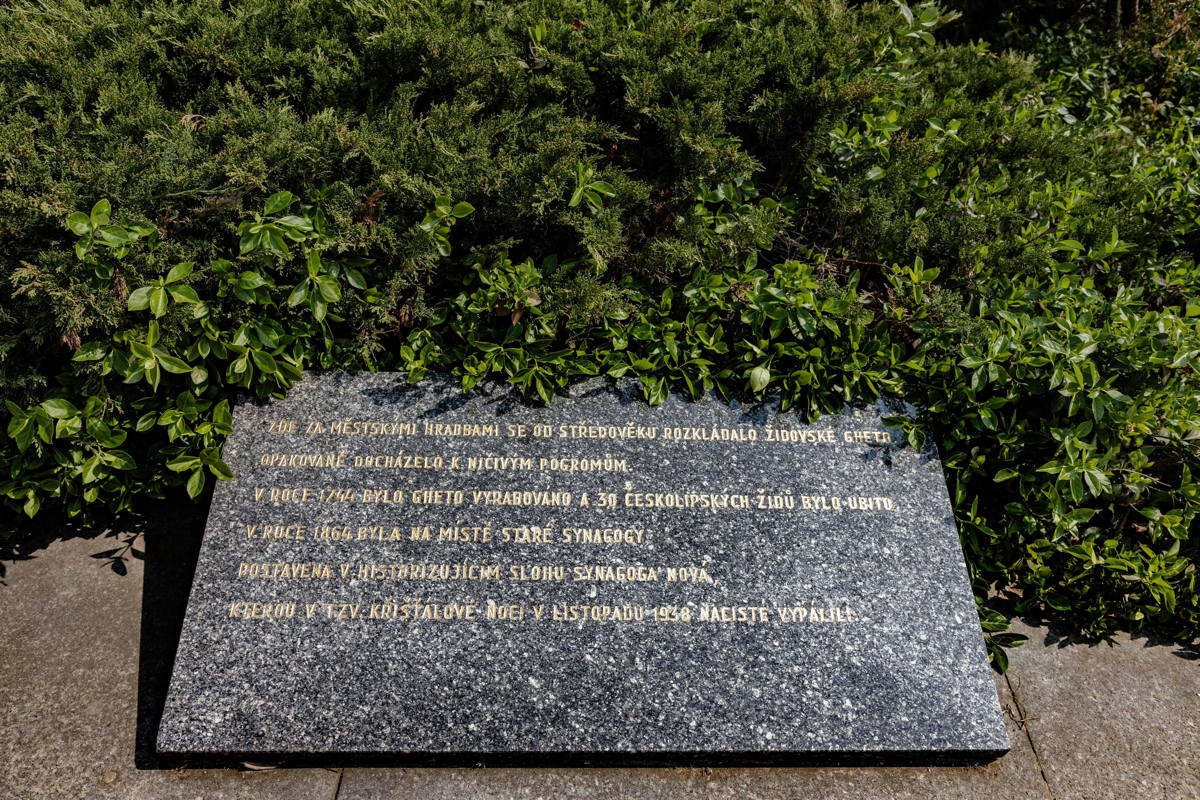 ZDE ZA MĚSTSKÝMI HRADBAMI SE OD STŘEDOVĚKU ROZKLÁDALO ŽIDOVSKÉ GHETO
OPAKOVANĚ DOCHÁZELO K NIČIVÝM POGROMŮM.
V ROCE 1744 BYLO GHETO VYRABOVÁNO A 30 ČESKOLIPSKÝCH ŽIDŮ BYLO UBITO.
V ROCE 1864 BYLA NA MÍSTĚ STARÉ SYNAGOGY
POSTAVENA V HISTORIZUJÍCÍM SLOHU SYNAGOGA NOVÁ,
KTEROU V TZV. KŘIŠŤÁLOVÉ NOCI V LISTOPADU 1938 NACISTÉ VYPÁLILI.